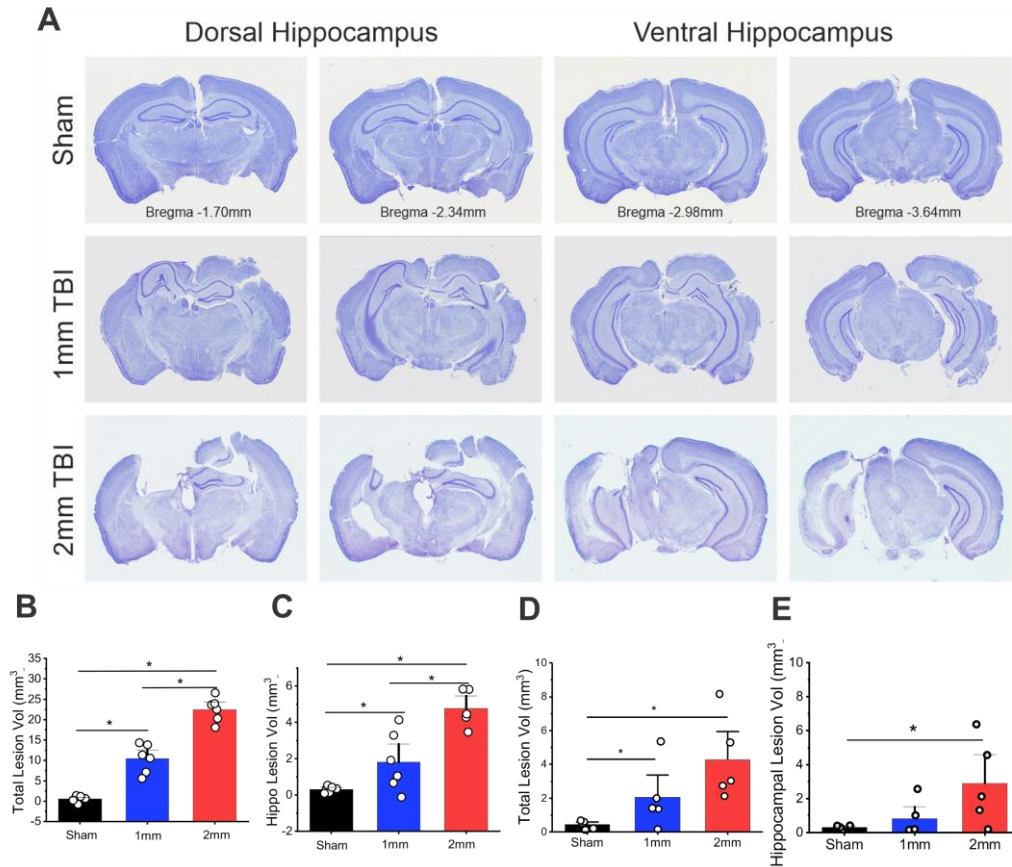 A
Dorsal Hippocampus
Ventral Hippocampus
Sham
Bregma -1.70mm
Bregma -2.34mm
Bregma -2.98mm
Bregma -3.64mm
1mm TBI
2mm TBI
B
Total Lesion Vol (mm³)
35
30
25
20
15
10
5
0
-5
*
*
*
Sham
1mm
2mm
C
Hippo Lesion Vol (mm³
6
4
2
0
-2
*
*
*
Sham
1mm
2mm
D
Total Lesion Vol (mm³)
10
8
6
4
2
0
*
*
Sham
1mm
2mm
E
Hippocampal Lesion Vol (mm³
10
8
6
4
2
0
*
Sham
1mm
2mm